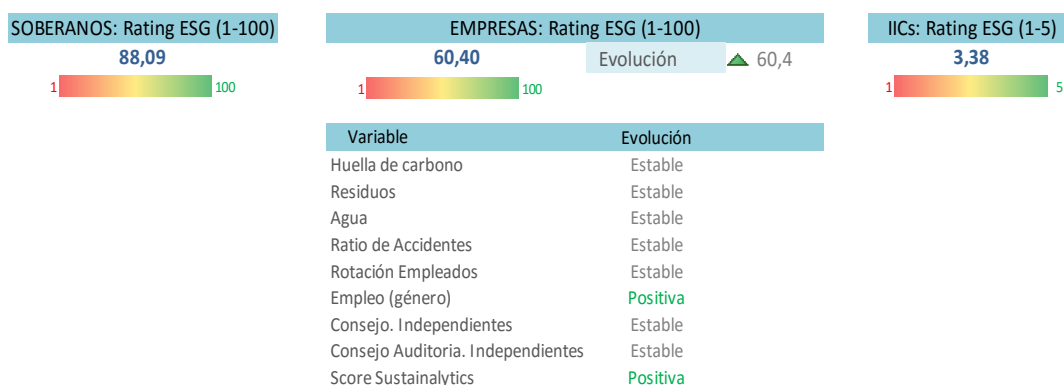 SOBERANOS: Rating ESG (1-100)
88,09
1 100
EMPRESAS: Rating ESG (1-100)
60,40 Evolución 60,4
1 100
IICs: Rating ESG (1-5)
3,38
1 5
Variable Evolución
Huella de carbono Estable
Residuos Estable
Agua Estable
Ratio de Accidentes Estable
Rotación Empleados Estable
Empleo (género) Positiva
Consejo. Independientes Estable
Consejo Auditoria. Independientes Estable
Score Sustainalytics Positiva